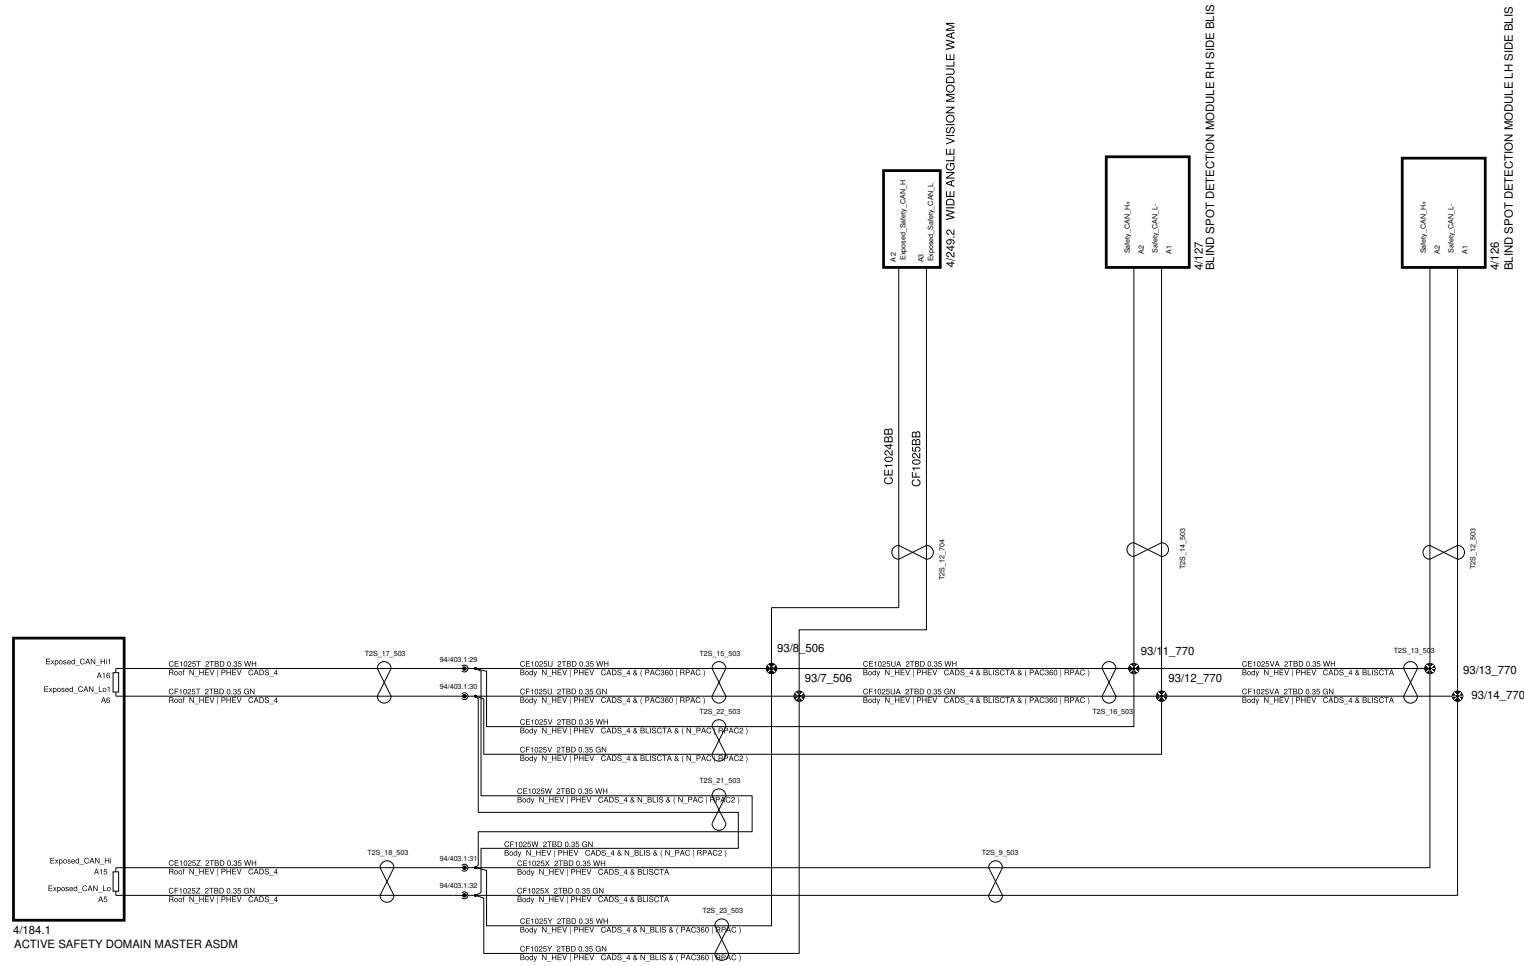 4/249.2 WIDE ANGLE VISION MODULE WAM
A2
Exposed_Safety_CAN_H
A3
Exposed_Safety_CAN_L
4/127
BLIND SPOT DETECTION MODULE RH SIDE BLIS
Safety_CAN_H+
A2
Safety_CAN_L-
A1
4/126
BLIND SPOT DETECTION MODULE LH SIDE BLIS
Safety_CAN_H+
A2
Safety_CAN_L-
A1
CE1024BB
CF1025BB
T2S_12_704
T2S_14_503
T2S_12_503
Exposed_CAN_Hi1
A16
Exposed_CAN_Lo1
A6
CE1025T 2TBD 0.35 WH
Roof N_HEV | PHEV CADS_4
CF1025T 2TBD 0.35 GN
Roof N_HEV | PHEV CADS_4
T2S_17_503
94/403.1:29
94/403.1:30
CE1025U 2TBD 0.35 WH
Body N_HEV | PHEV CADS_4 & ( PAC360 | RPAC )
CF1025U 2TBD 0.35 GN
Body N_HEV | PHEV CADS_4 & ( PAC360 | RPAC )
T2S_15_503
93/8_506
93/7_506
CE1025UA 2TBD 0.35 WH
Body N_HEV | PHEV CADS_4 & BLISCTA & ( PAC360 | RPAC )
CF1025UA 2TBD 0.35 GN
Body N_HEV | PHEV CADS_4 & BLISCTA & ( PAC360 | RPAC )
T2S_16_503
93/11_770
93/12_770
CE1025VA 2TBD 0.35 WH
Body N_HEV | PHEV CADS_4 & BLISCTA
CF1025VA 2TBD 0.35 GN
Body N_HEV | PHEV CADS_4 & BLISCTA
T2S_13_503
93/13_770
93/14_770
T2S_22_503
CE1025V 2TBD 0.35 WH
Body N_HEV | PHEV CADS_4 & BLISCTA & ( N_PAC | RPAC2 )
CF1025V 2TBD 0.35 GN
Body N_HEV | PHEV CADS_4 & BLISCTA & ( N_PAC | RPAC2 )
T2S_21_503
CE1025W 2TBD 0.35 WH
Body N_HEV | PHEV CADS_4 & N_BLIS & ( N_PAC | RPAC2 )
CF1025W 2TBD 0.35 GN
Body N_HEV | PHEV CADS_4 & N_BLIS & ( N_PAC | RPAC2 )
Exposed_CAN_Hi
A15
Exposed_CAN_Lo
A5
CE1025Z 2TBD 0.35 WH
Roof N_HEV | PHEV CADS_4
CF1025Z 2TBD 0.35 GN
Roof N_HEV | PHEV CADS_4
T2S_18_503
94/403.1:31
94/403.1:32
CE1025X 2TBD 0.35 WH
Body N_HEV | PHEV CADS_4 & BLISCTA
CF1025X 2TBD 0.35 GN
Body N_HEV | PHEV CADS_4 & BLISCTA
T2S_9_503
T2S_23_503
CE1025Y 2TBD 0.35 WH
Body N_HEV | PHEV CADS_4 & N_BLIS & ( PAC360 | RPAC )
CF1025Y 2TBD 0.35 GN
Body N_HEV | PHEV CADS_4 & N_BLIS & ( PAC360 | RPAC )
4/184.1
ACTIVE SAFETY DOMAIN MASTER ASDM